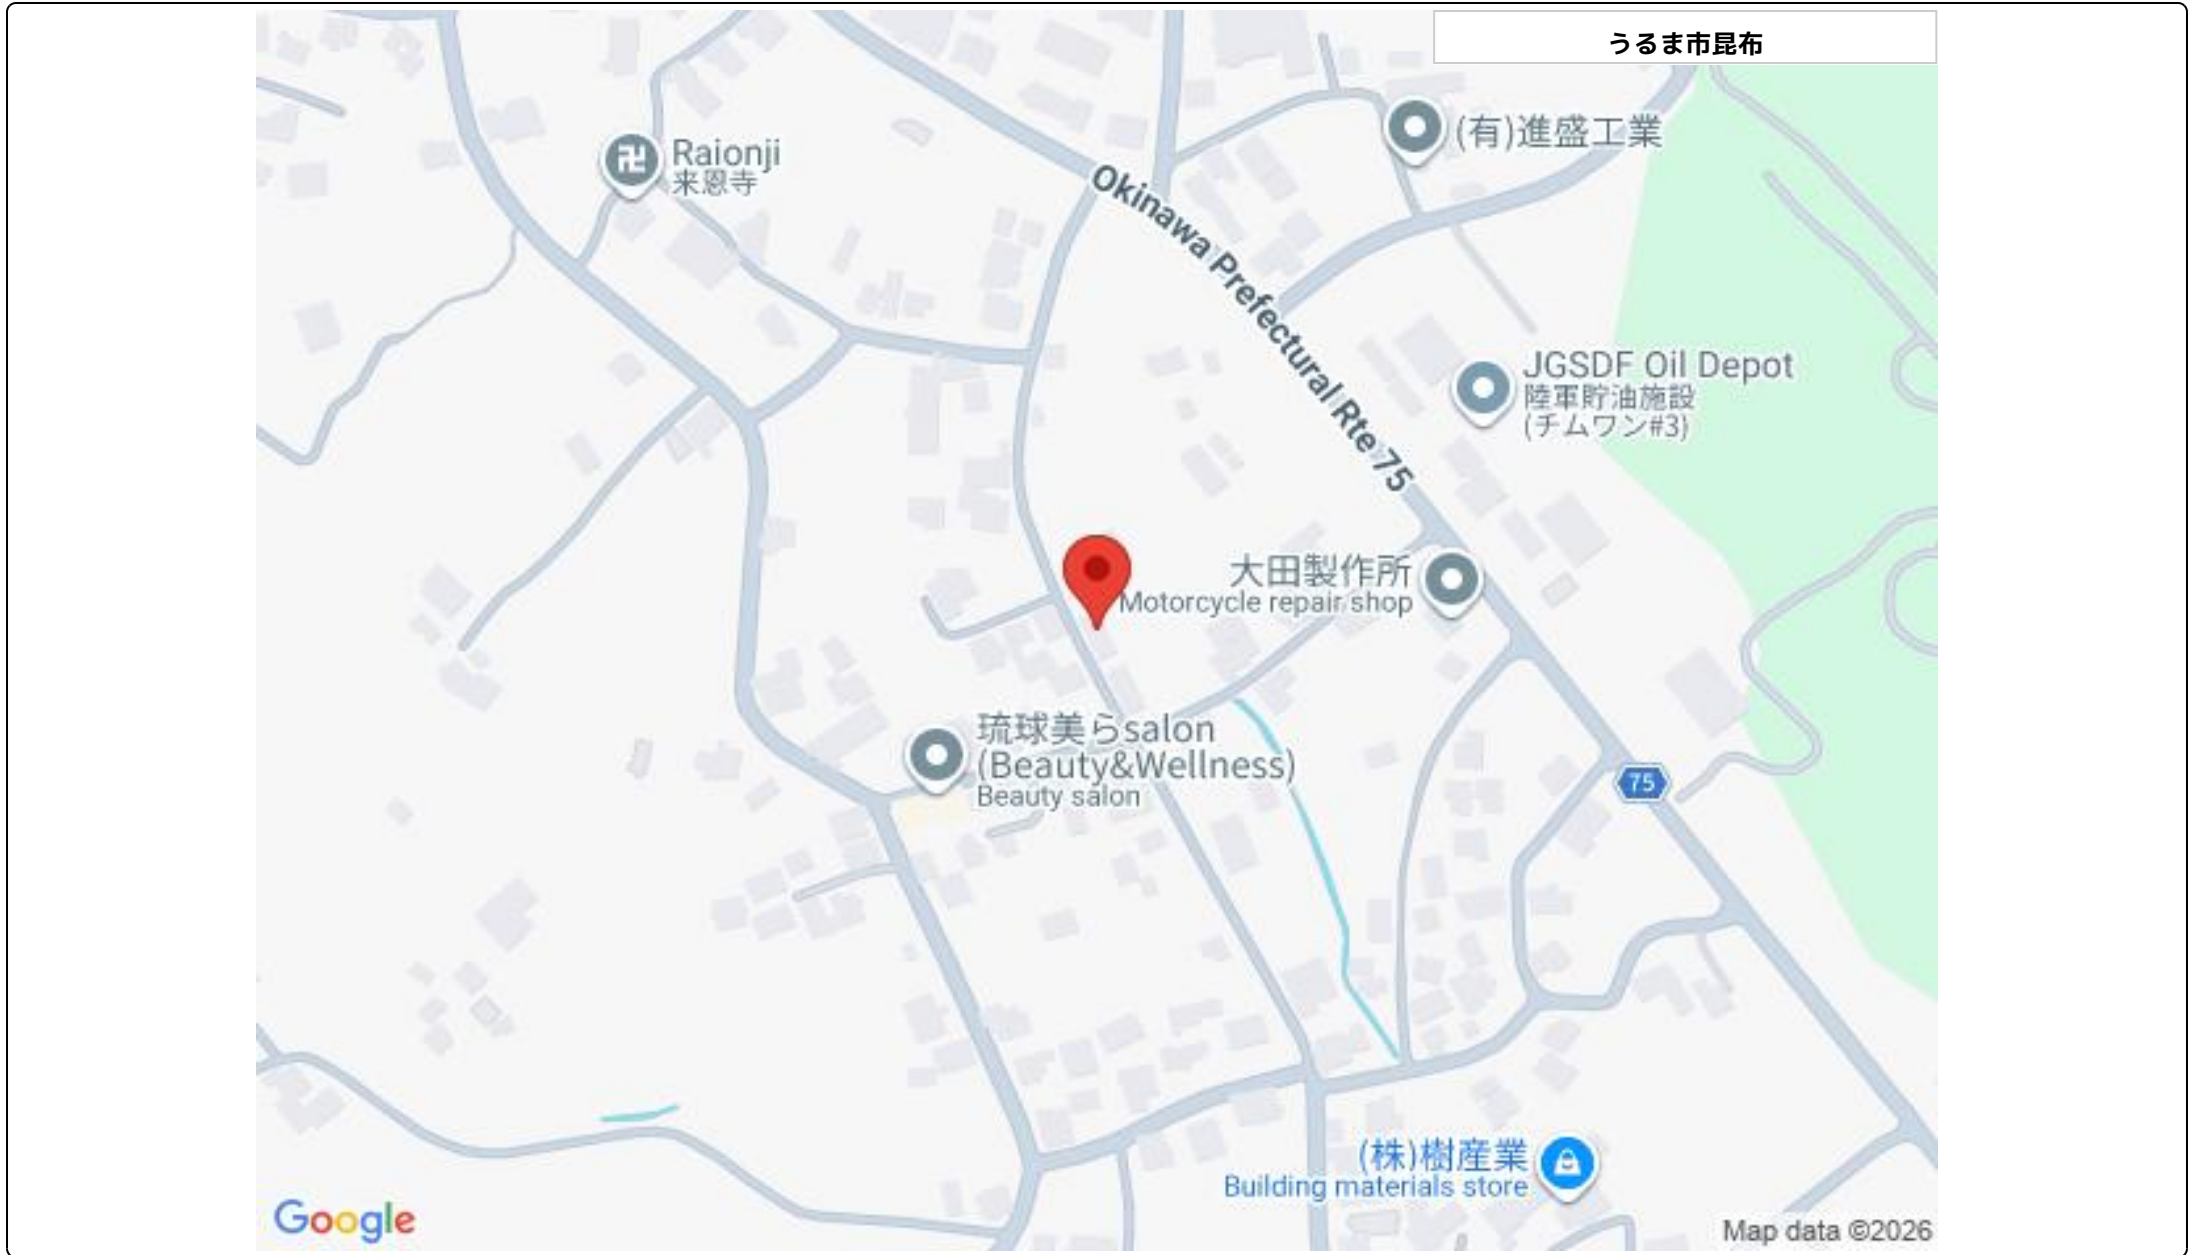 うるま市昆布
(有)進盛工業
Raionji
来恩寺
Okinawa Prefectural Rte 75
JGSDF Oil Depot
陸軍貯油施設
(チムワン#3)
大田製作所
Motorcycle repair shop
琉球美らsalon
(Beauty&Wellness)
Beauty salon
75
(株)樹産業
Building materials store
Google
Map data ©2026